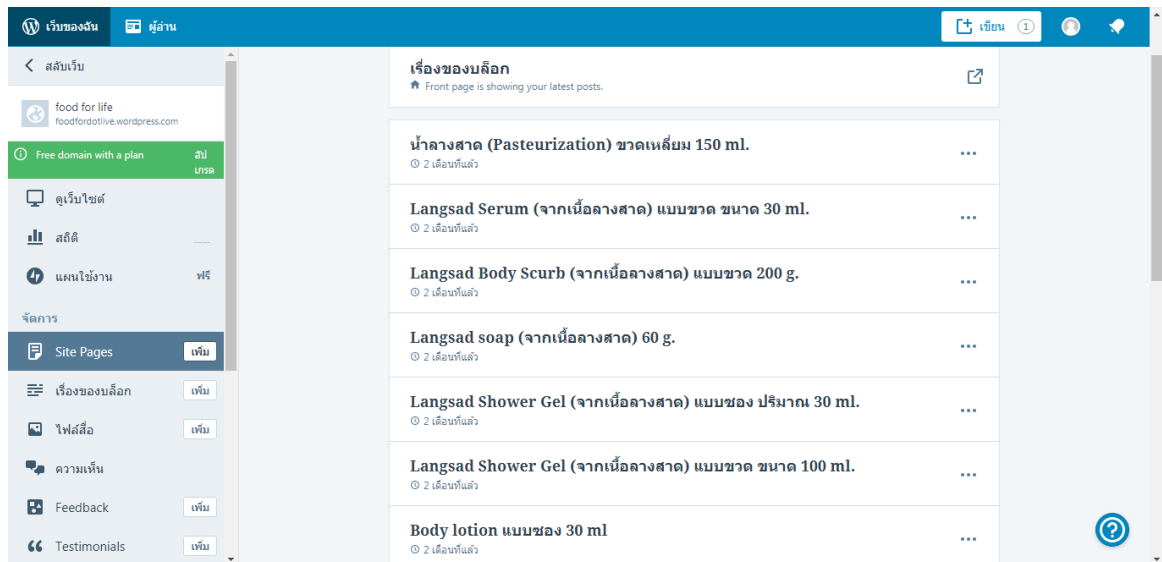 เว็บของฉัน
ผู้อ่าน
เขียน 1
สลับเว็บ
food for life
foodfordotlive.wordpress.com
Free domain with a plan
อัปเกรด
ดูเว็บไซต์
สถิติ
แผนใช้งาน ฟรี
จัดการ
Site Pages เพิ่ม
เรื่องของบล็อก เพิ่ม
ไฟล์สื่อ เพิ่ม
ความเห็น
Feedback เพิ่ม
Testimonials เพิ่ม
เรื่องของบล็อก
Front page is showing your latest posts.
น้ำลางสาด (Pasteurization) ขวดเหลี่ยม 150 ml.
2 เดือนที่แล้ว
Langsad Serum (จากเนื้อลางสาด) แบบขวด ขนาด 30 ml.
2 เดือนที่แล้ว
Langsad Body Scurb (จากเนื้อลางสาด) แบบขวด 200 g.
2 เดือนที่แล้ว
Langsad soap (จากเนื้อลางสาด) 60 g.
2 เดือนที่แล้ว
Langsad Shower Gel (จากเนื้อลางสาด) แบบซอง ปริมาณ 30 ml.
2 เดือนที่แล้ว
Langsad Shower Gel (จากเนื้อลางสาด) แบบขวด ขนาด 100 ml.
2 เดือนที่แล้ว
Body lotion แบบซอง 30 ml
2 เดือนที่แล้ว